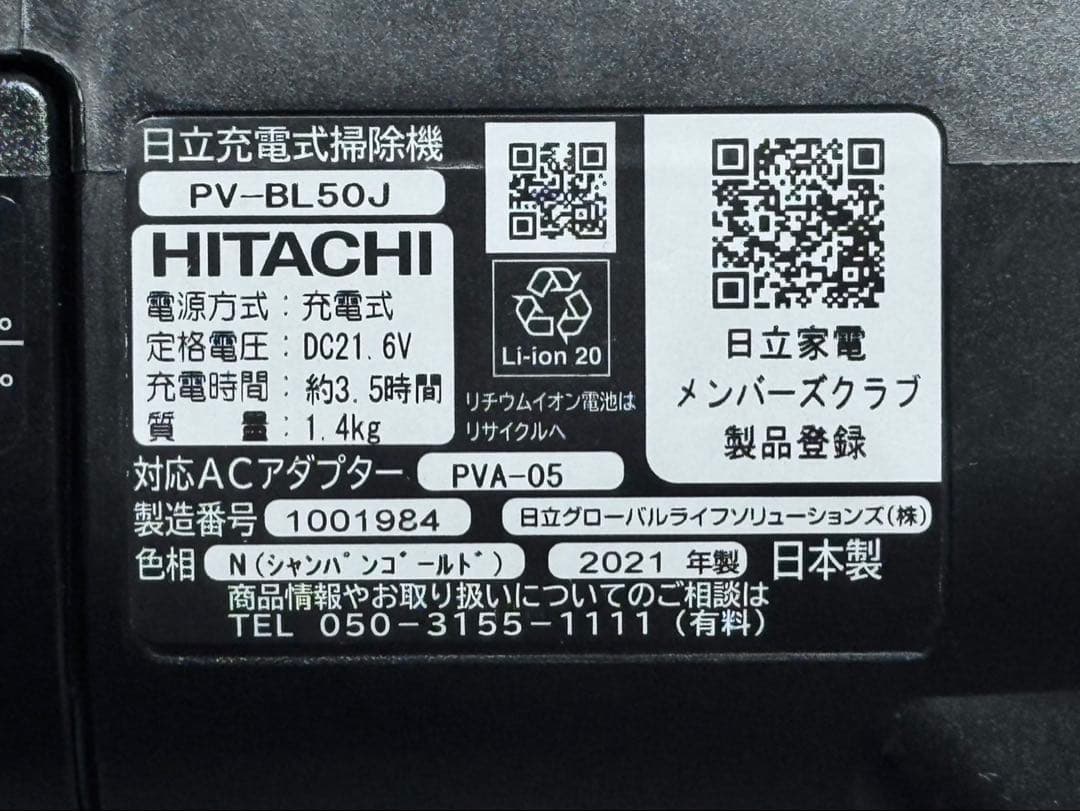 日立充電式掃除機
PV-BL50J
HITACHI
電源方式：充電式
定格電圧：DC21.6V
充電時間：約3.5時間
質量：1.4kg
Li-ion 20
リチウムイオン電池は
リサイクルへ
日立家電
メンバーズクラブ
製品登録
対応ACアダプター PVA-05
製造番号 1001984 日立グローバルライフソリューションズ(株)
色相 N(シャンパンゴールド) 2021 年製 日本製
商品情報やお取り扱いについてのご相談は
TEL 050-3155-1111(有料)